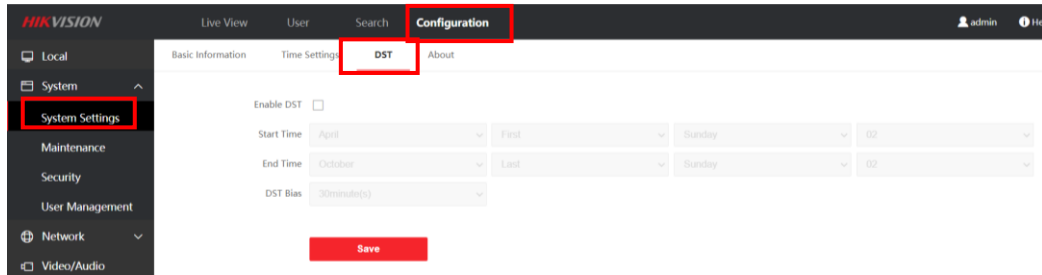 HIKVISION Live View User Search Configuration admin He
Local Basic Information Time Settings DST About
System
Enable DST
System Settings
Start Time April First Sunday 02
Maintenance
End Time October Last Sunday 02
Security
DST Bias 30minute(s)
User Management
Network
Save
Video/Audio